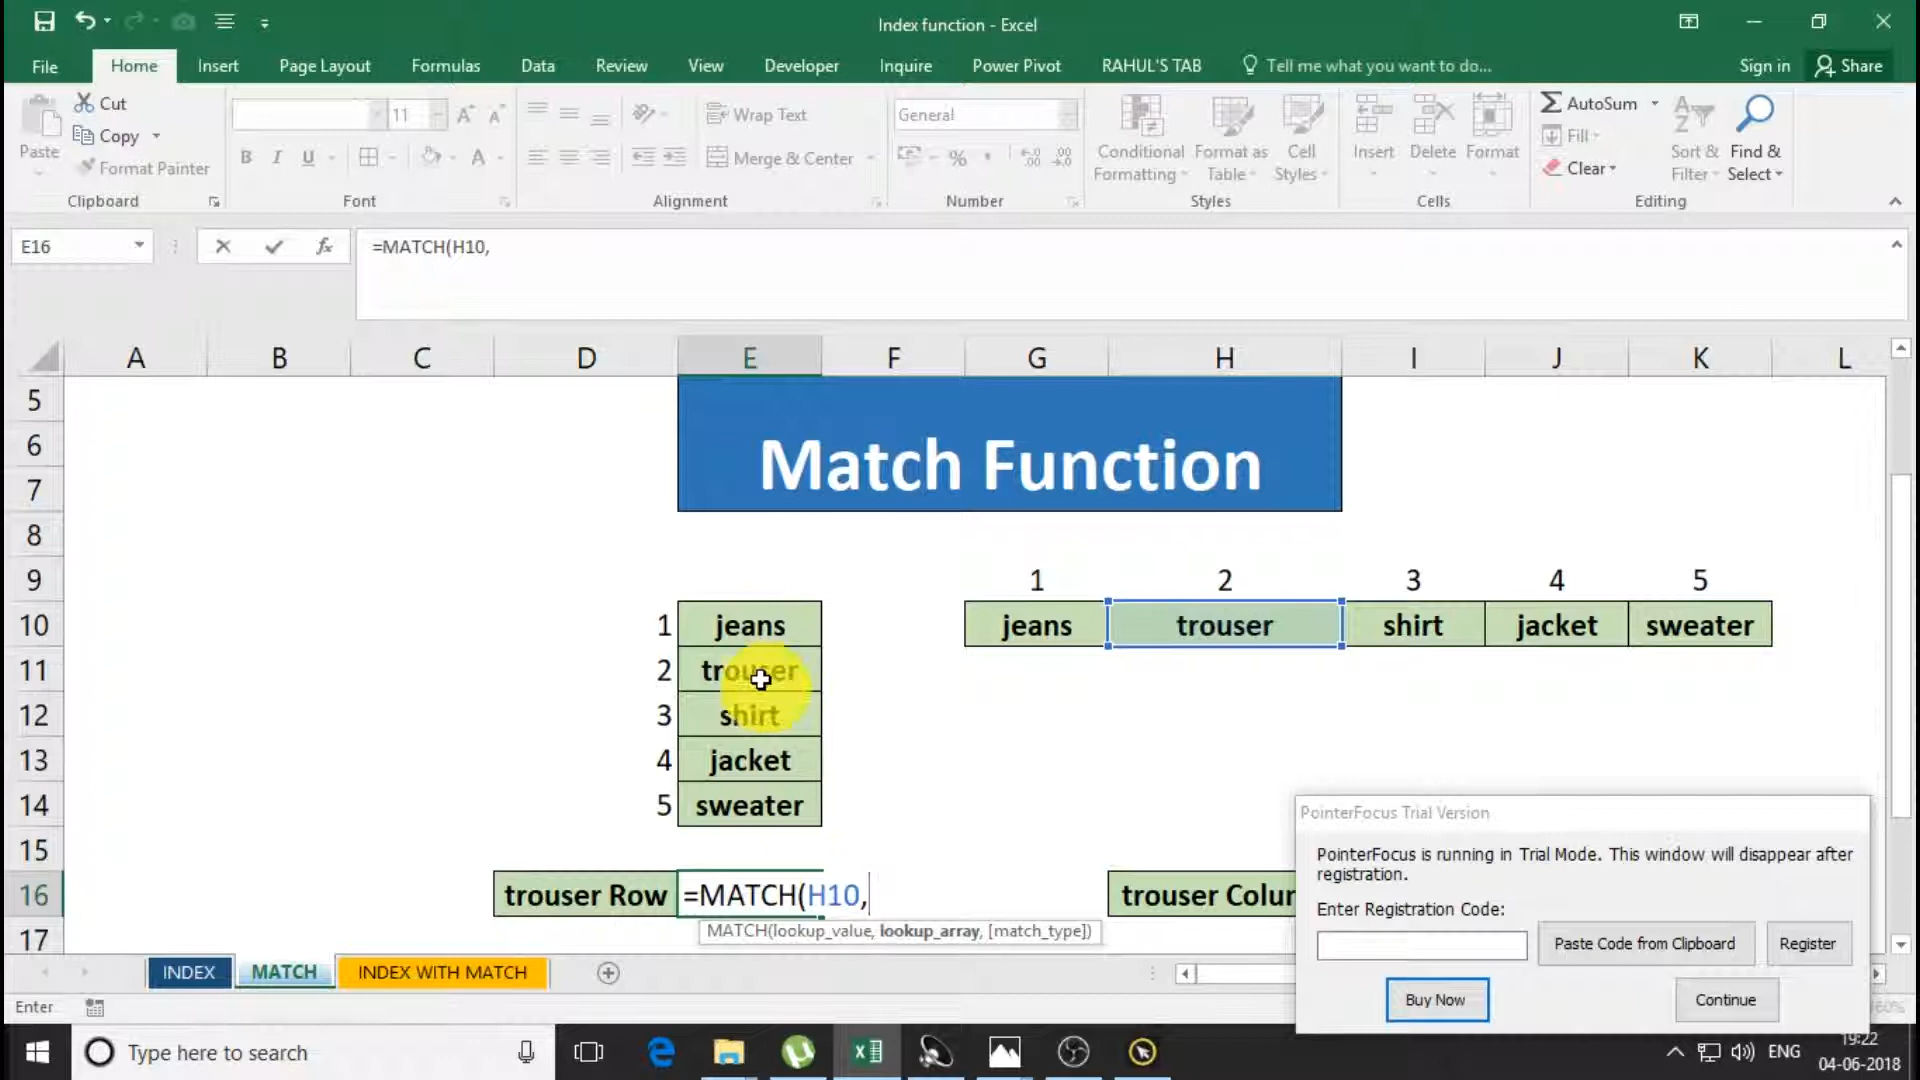 Index function - Excel
File Home Insert Page Layout Formulas Data Review View Developer Inquire Power Pivot RAHUL'S TAB Tell me what you want to do... Sign in Share
Paste
Cut
Copy
Format Painter
Clipboard
11
B I U
A
Font
Wrap Text
Merge & Center
Alignment
General
%
Number
Conditional Formatting
Format as Table
Cell Styles
Styles
Insert Delete Format
Cells
AutoSum
Fill
Clear
Sort & Filter
Find & Select
Editing
E16
fx
=MATCH(H10,
A B C D E F G H I J K L
5
Match Function
6
7
8
9 1 2 3 4 5
10 1 jeans jeans trouser shirt jacket sweater
11 2 trouser
12 3 shirt
13 4 jacket
14 5 sweater
15
16 trouser Row =MATCH(H10, trouser Colum
17
MATCH(lookup_value, lookup_array, [match_type])
PointerFocus Trial Version
PointerFocus is running in Trial Mode. This window will disappear after
registration.
Enter Registration Code:
Paste Code from Clipboard Register
Buy Now Continue
INDEX MATCH INDEX WITH MATCH
Enter
Type here to search
ENG
19:22
04-06-2018